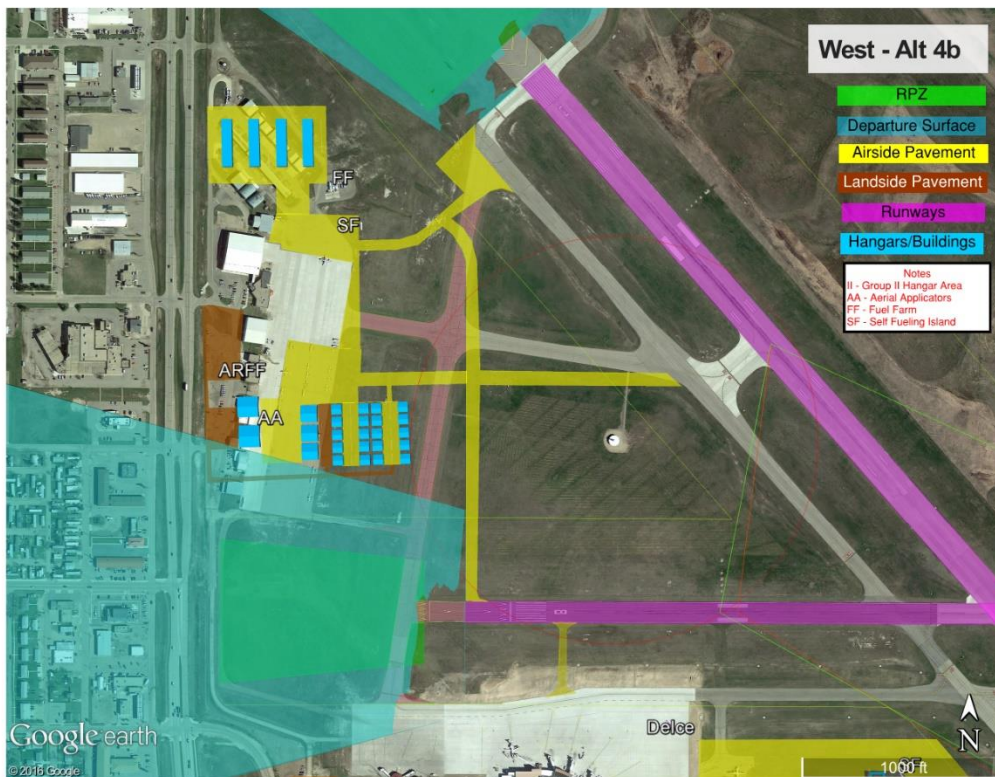 West - Alt 4b
RPZ
Departure Surface
Airside Pavement
Landside Pavement
Runways
Hangars/Buildings
Notes
II - Group II Hangar Area
AA - Aerial Applicators
FF - Fuel Farm
SF - Self Fueling Island
FF
SF
ARFF
AA
Delce
SF
Google earth
© 2016 Google
N
1000 ft